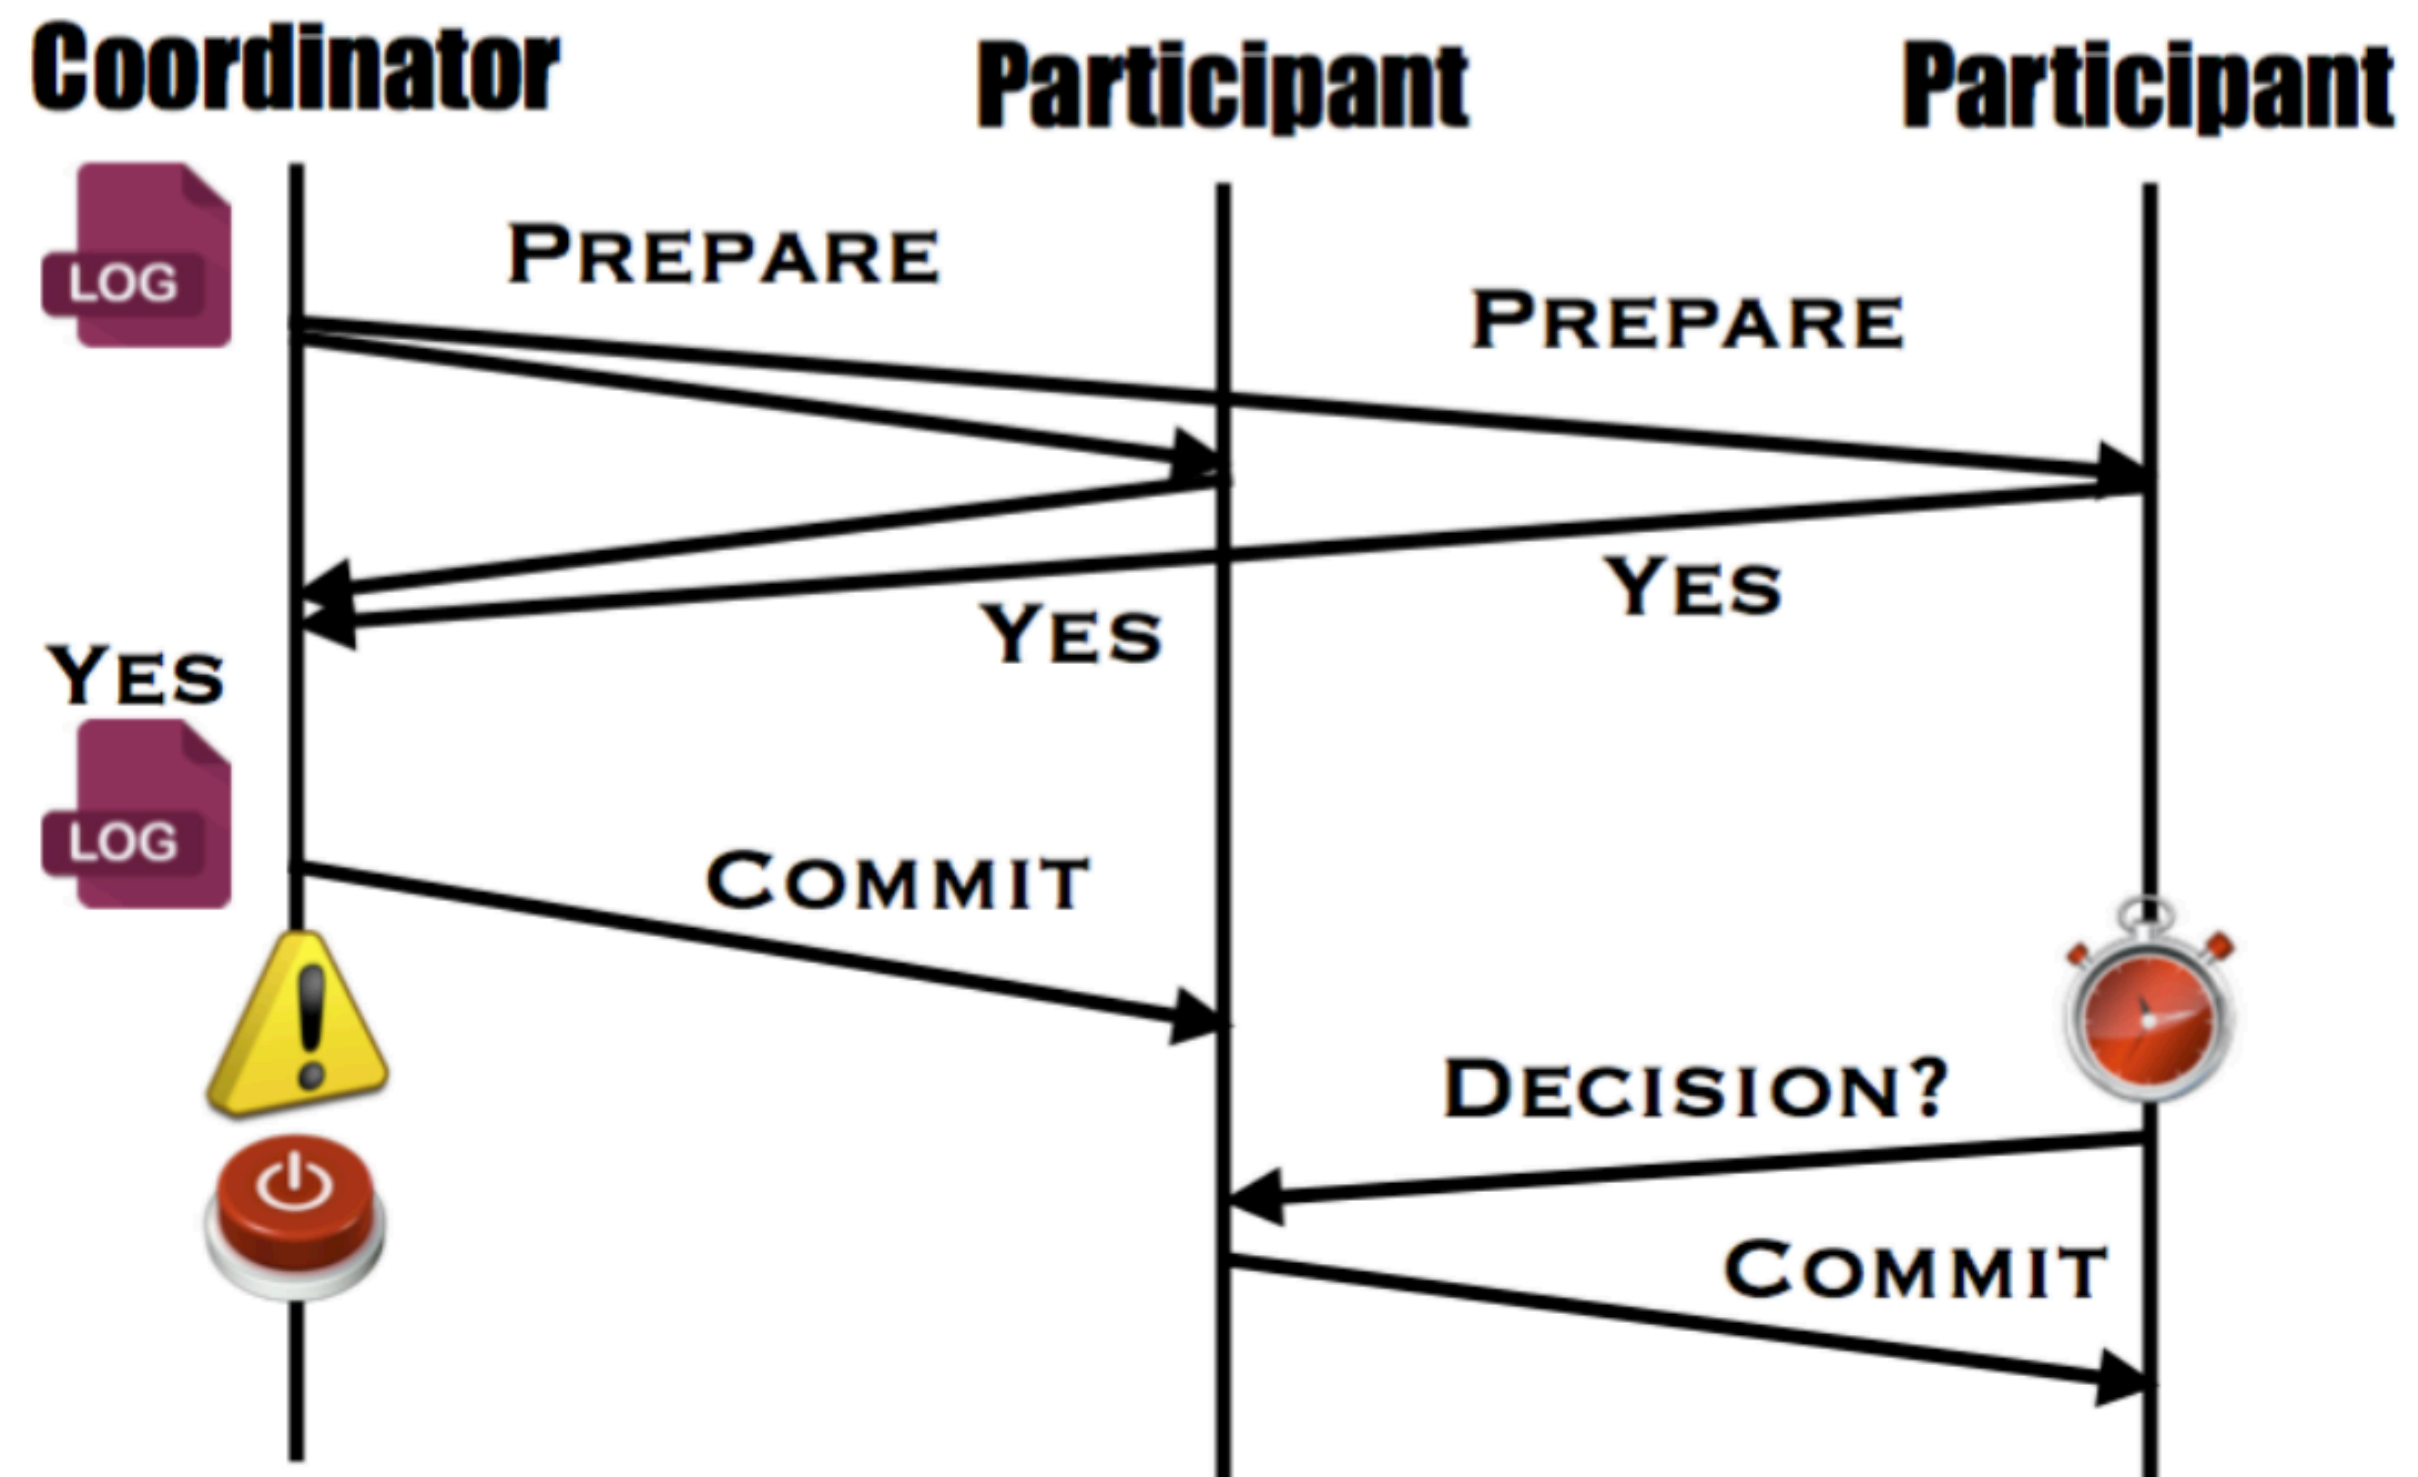 Coordinator
Participant
Participant
LOG
PREPARE
PREPARE
YES
YES
YES
LOG
COMMIT
DECISION?
COMMIT